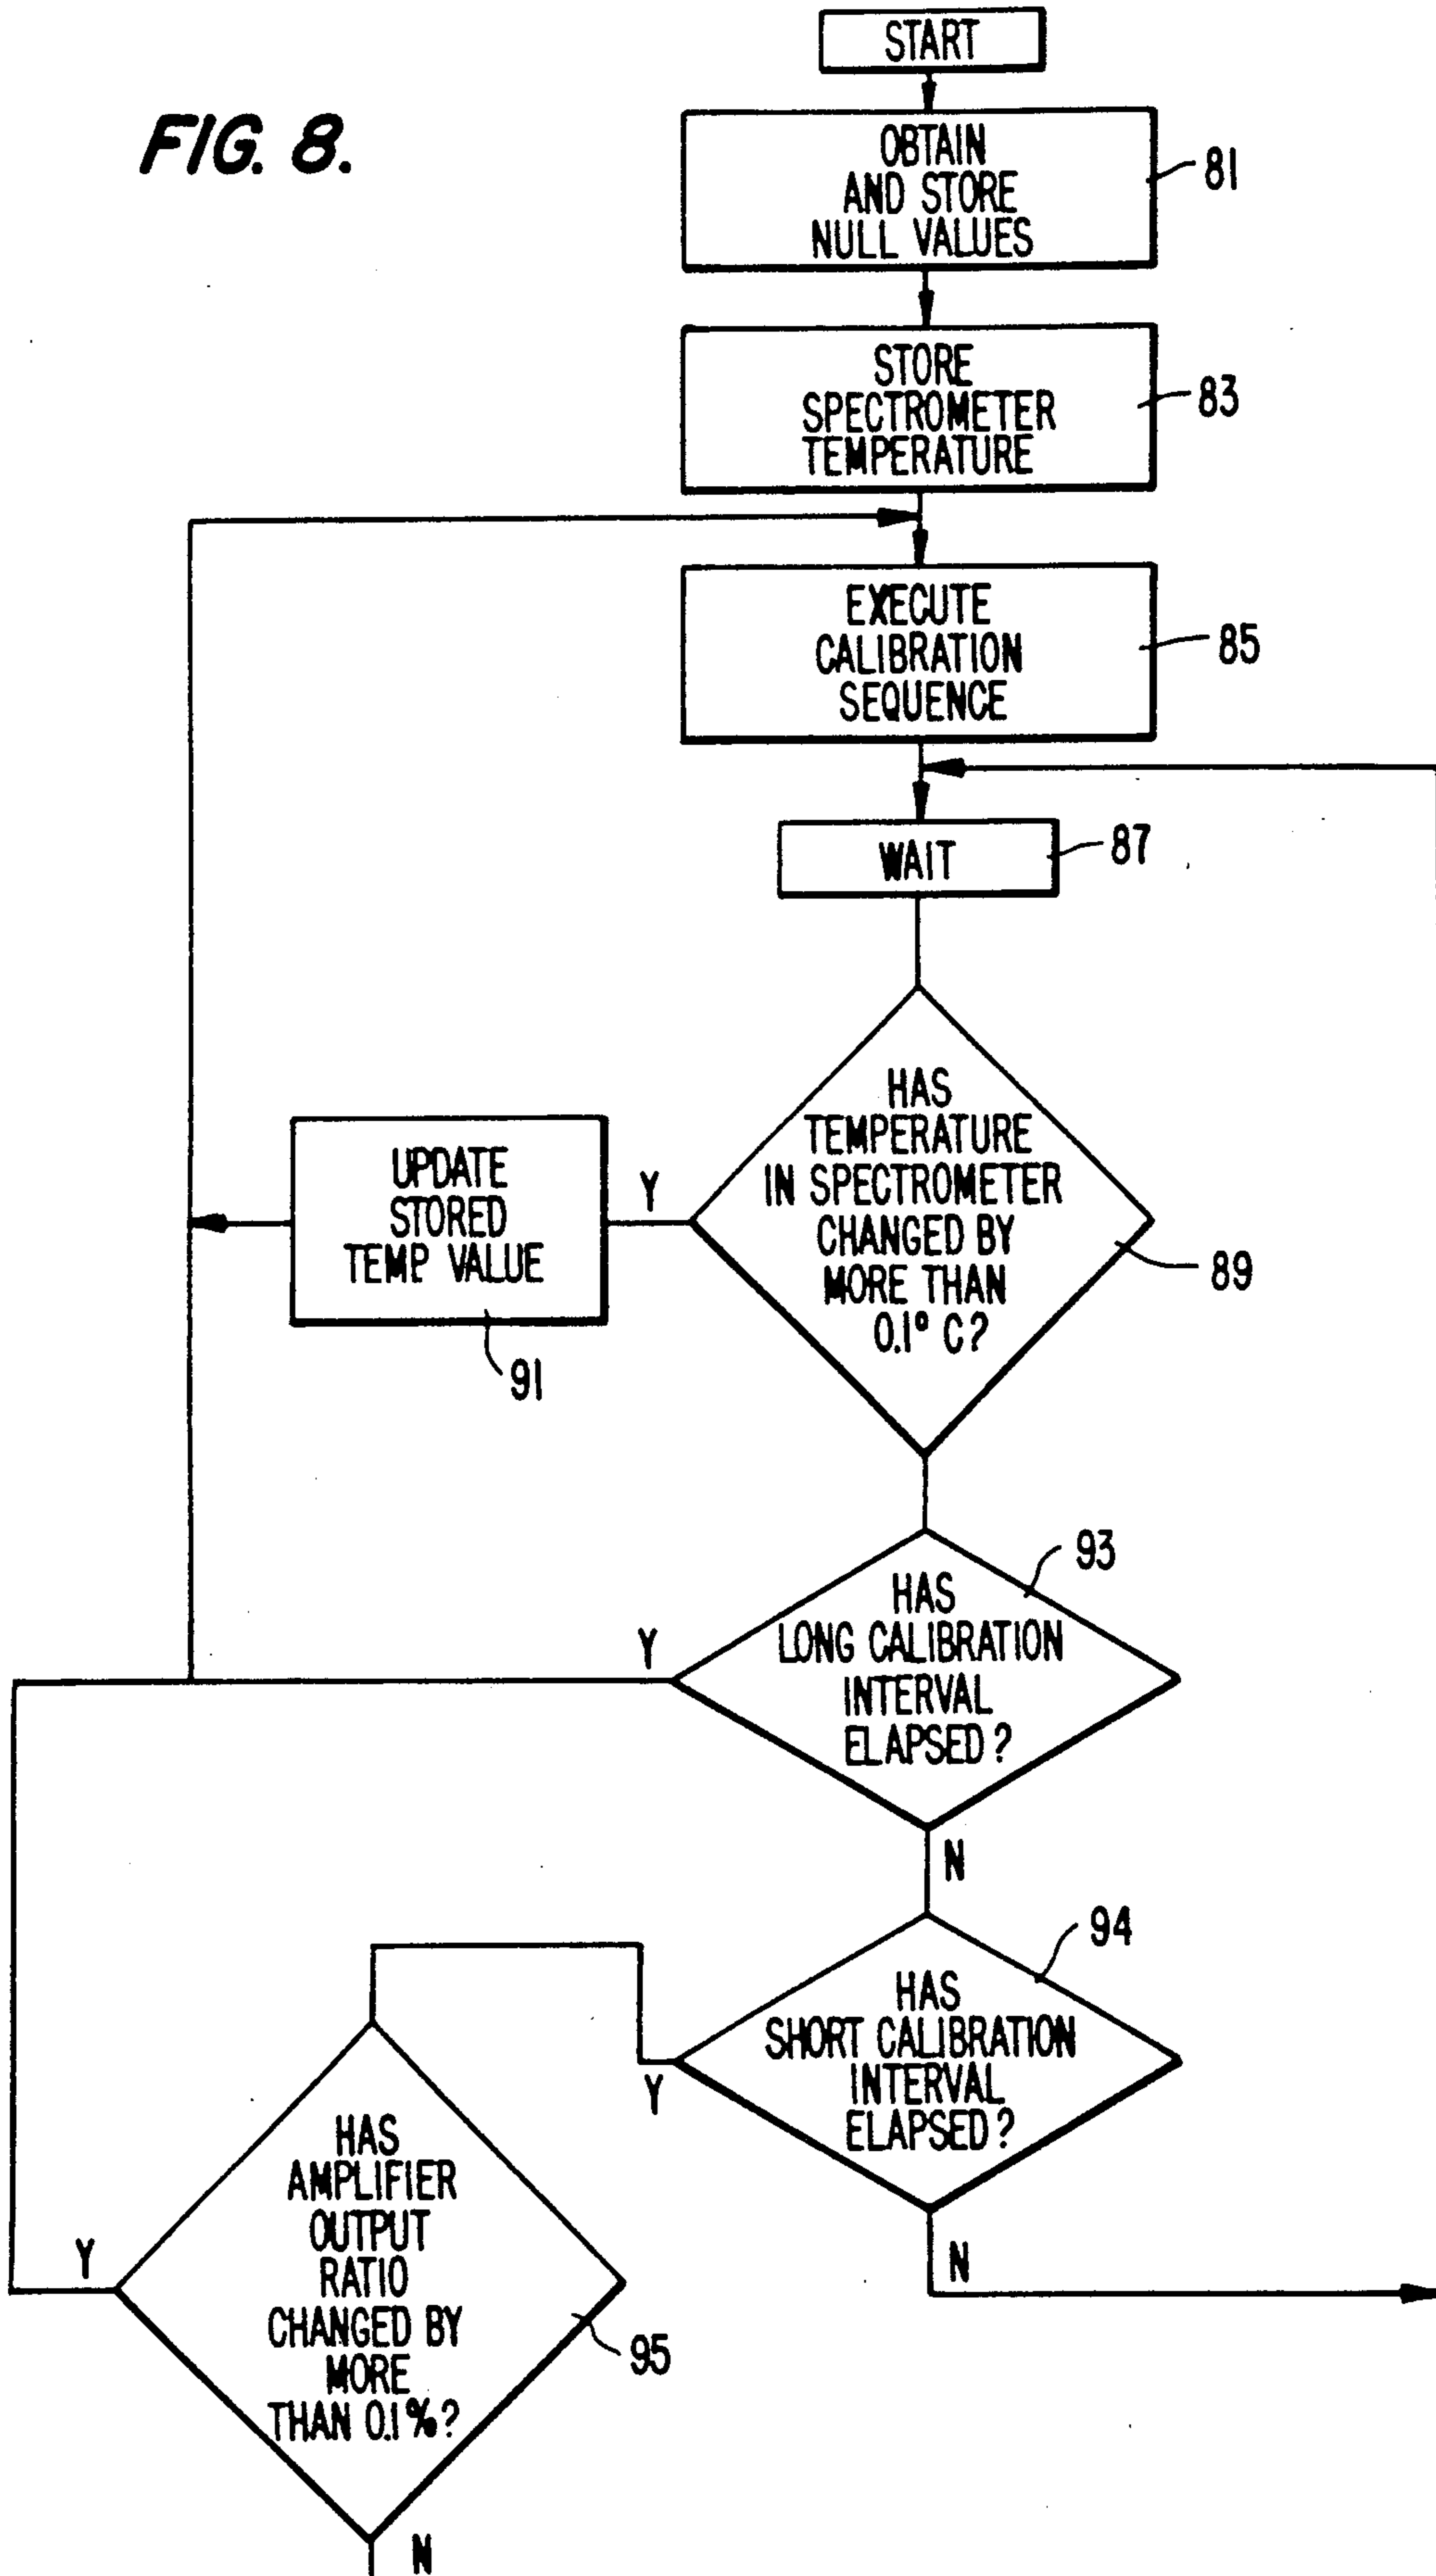 FIG. 8.
START
OBTAIN
AND STORE
NULL VALUES
81
STORE
SPECTROMETER
TEMPERATURE
83
EXECUTE
CALIBRATION
SEQUENCE
85
WAIT
87
HAS
TEMPERATURE
IN SPECTROMETER
CHANGED BY
MORE THAN
0.1° C?
89
Y
UPDATE
STORED
TEMP VALUE
91
HAS
LONG CALIBRATION
INTERVAL
ELAPSED?
93
Y
N
HAS
SHORT CALIBRATION
INTERVAL
ELAPSED?
94
Y
N
HAS
AMPLIFIER
OUTPUT
RATIO
CHANGED BY
MORE
THAN 0.1%?
95
Y
N